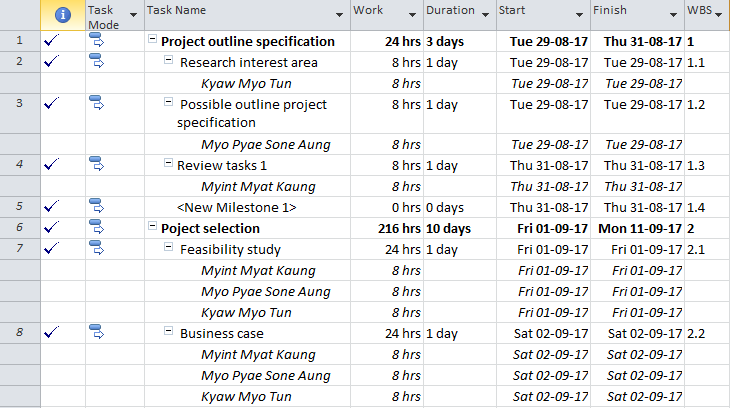 Task Mode Task Name Work Duration Start Finish WBS
1 Project outline specification 24 hrs 3 days Tue 29-08-17 Thu 31-08-17 1
2 Research interest area 8 hrs 1 day Tue 29-08-17 Tue 29-08-17 1.1
Kyaw Myo Tun 8 hrs Tue 29-08-17 Tue 29-08-17
3 Possible outline project 8 hrs 1 day Tue 29-08-17 Tue 29-08-17 1.2
specification
Myo Pyae Sone Aung 8 hrs Tue 29-08-17 Tue 29-08-17
4 Review tasks 1 8 hrs 1 day Thu 31-08-17 Thu 31-08-17 1.3
Myint Myat Kaung 8 hrs Thu 31-08-17 Thu 31-08-17
5 <New Milestone 1> 0 hrs 0 days Thu 31-08-17 Thu 31-08-17 1.4
6 Poject selection 216 hrs 10 days Fri 01-09-17 Mon 11-09-17 2
7 Feasibility study 24 hrs 1 day Fri 01-09-17 Fri 01-09-17 2.1
Myint Myat Kaung 8 hrs Fri 01-09-17 Fri 01-09-17
Myo Pyae Sone Aung 8 hrs Fri 01-09-17 Fri 01-09-17
Kyaw Myo Tun 8 hrs Fri 01-09-17 Fri 01-09-17
8 Business case 24 hrs 1 day Sat 02-09-17 Sat 02-09-17 2.2
Myint Myat Kaung 8 hrs Sat 02-09-17 Sat 02-09-17
Myo Pyae Sone Aung 8 hrs Sat 02-09-17 Sat 02-09-17
Kyaw Myo Tun 8 hrs Sat 02-09-17 Sat 02-09-17